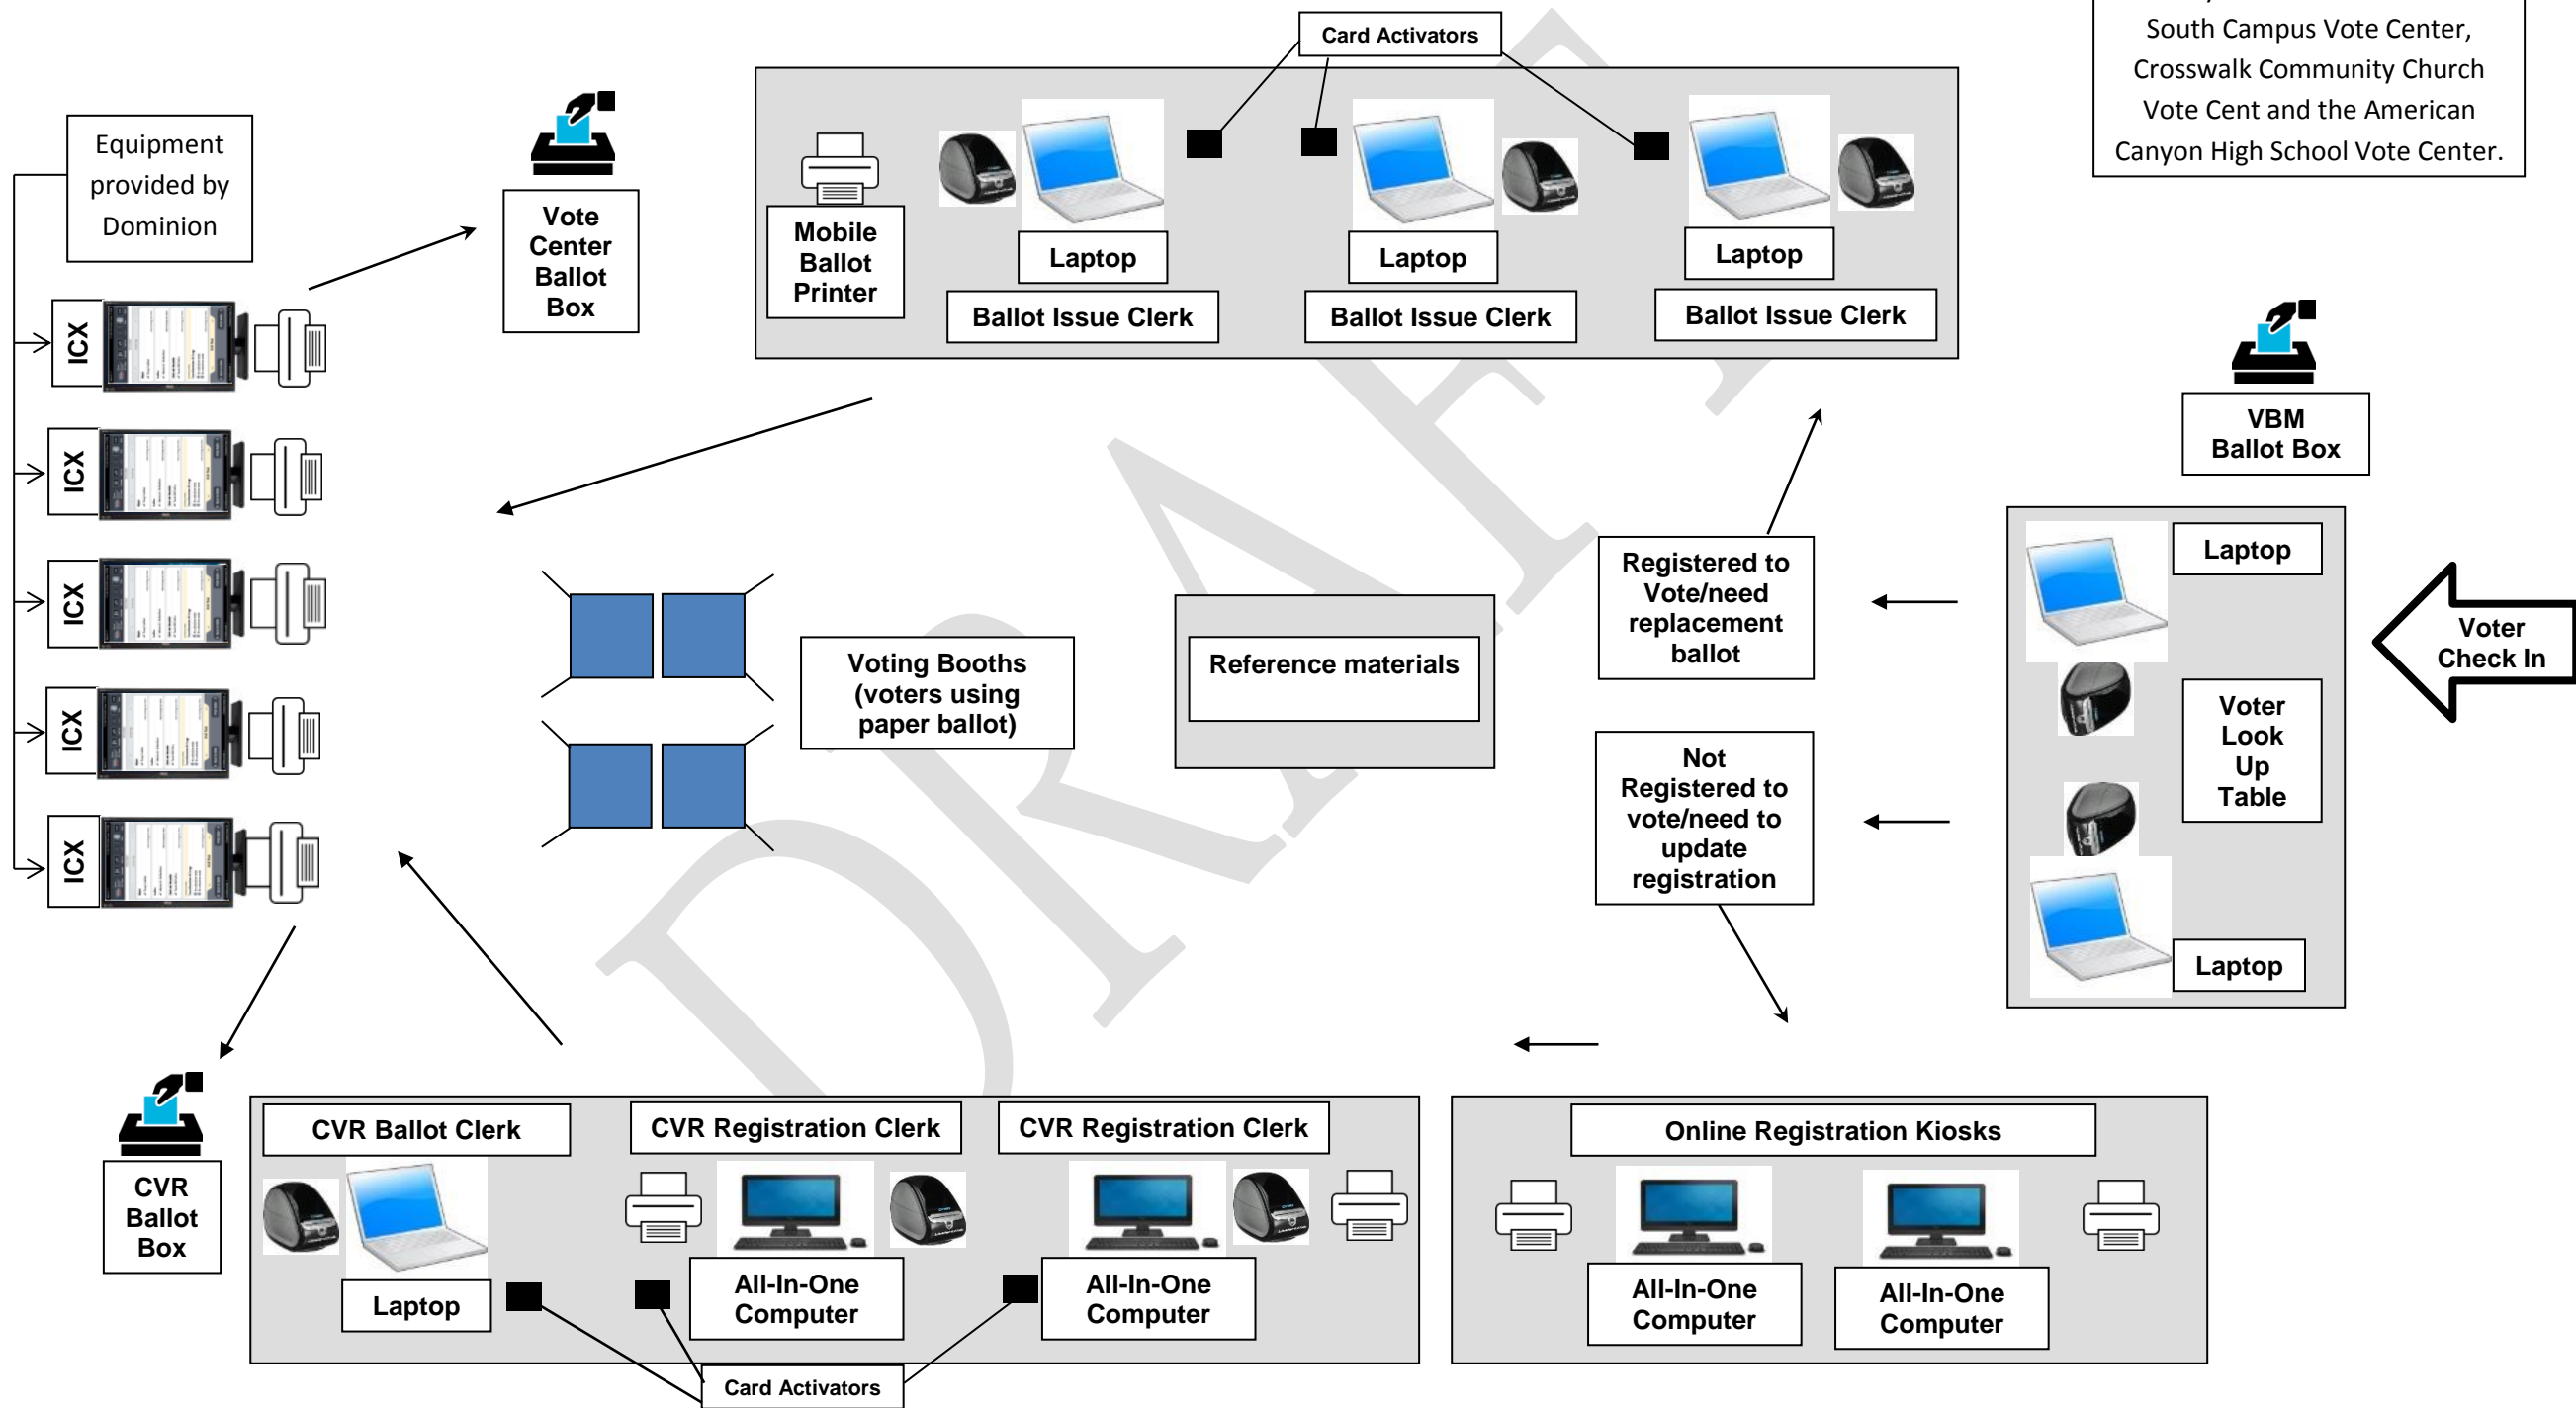 Card Activators
South Campus Vote Center,
Crosswalk Community Church
Vote Cent and the American
Canyon High School Vote Center.
Equipment
provided by
Dominion
Vote
Center
Ballot
Box
Mobile
Ballot
Printer
Laptop
Laptop
Laptop
Ballot Issue Clerk
Ballot Issue Clerk
Ballot Issue Clerk
ICX
ICX
ICX
ICX
ICX
VBM
Ballot Box
Laptop
Voter
Look
Up
Table
Laptop
Voter
Check In
Registered to
Vote/need
replacement
ballot
Not
Registered to
vote/need to
update
registration
Reference materials
Voting Booths
(voters using
paper ballot)
DRAFT
CVR
Ballot
Box
CVR Ballot Clerk
CVR Registration Clerk
CVR Registration Clerk
Laptop
All-In-One
Computer
All-In-One
Computer
Card Activators
Online Registration Kiosks
All-In-One
Computer
All-In-One
Computer